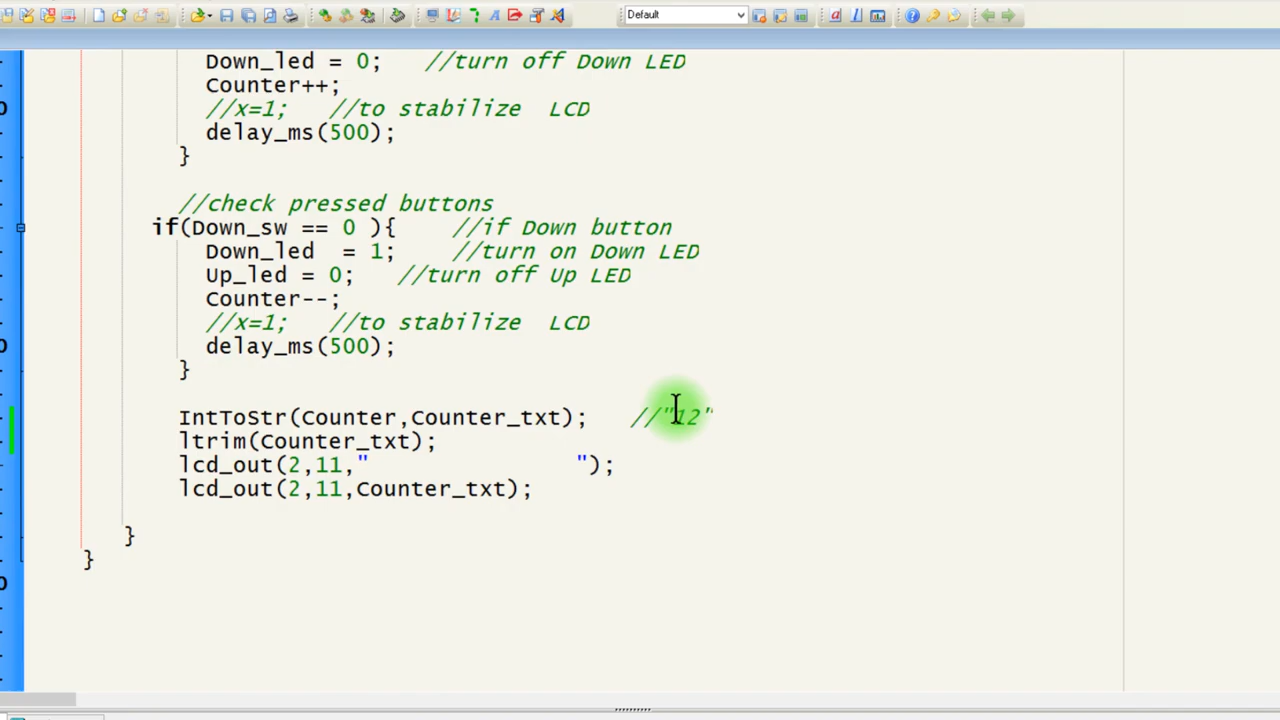 Default
Down_led = 0;    //turn off Down LED
Counter++;
//x=1;   //to stabilize  LCD
delay_ms(500);
}
//check pressed buttons
if(Down_sw == 0 ){    //if Down button
Down_led  = 1;    //turn on Down LED
Up_led = 0;   //turn off Up LED
Counter--;
//x=1;   //to stabilize  LCD
delay_ms(500);
}
IntToStr(Counter,Counter_txt);   //"12"
ltrim(Counter_txt);
lcd_out(2,11,"               ");
lcd_out(2,11,Counter_txt);
}
}